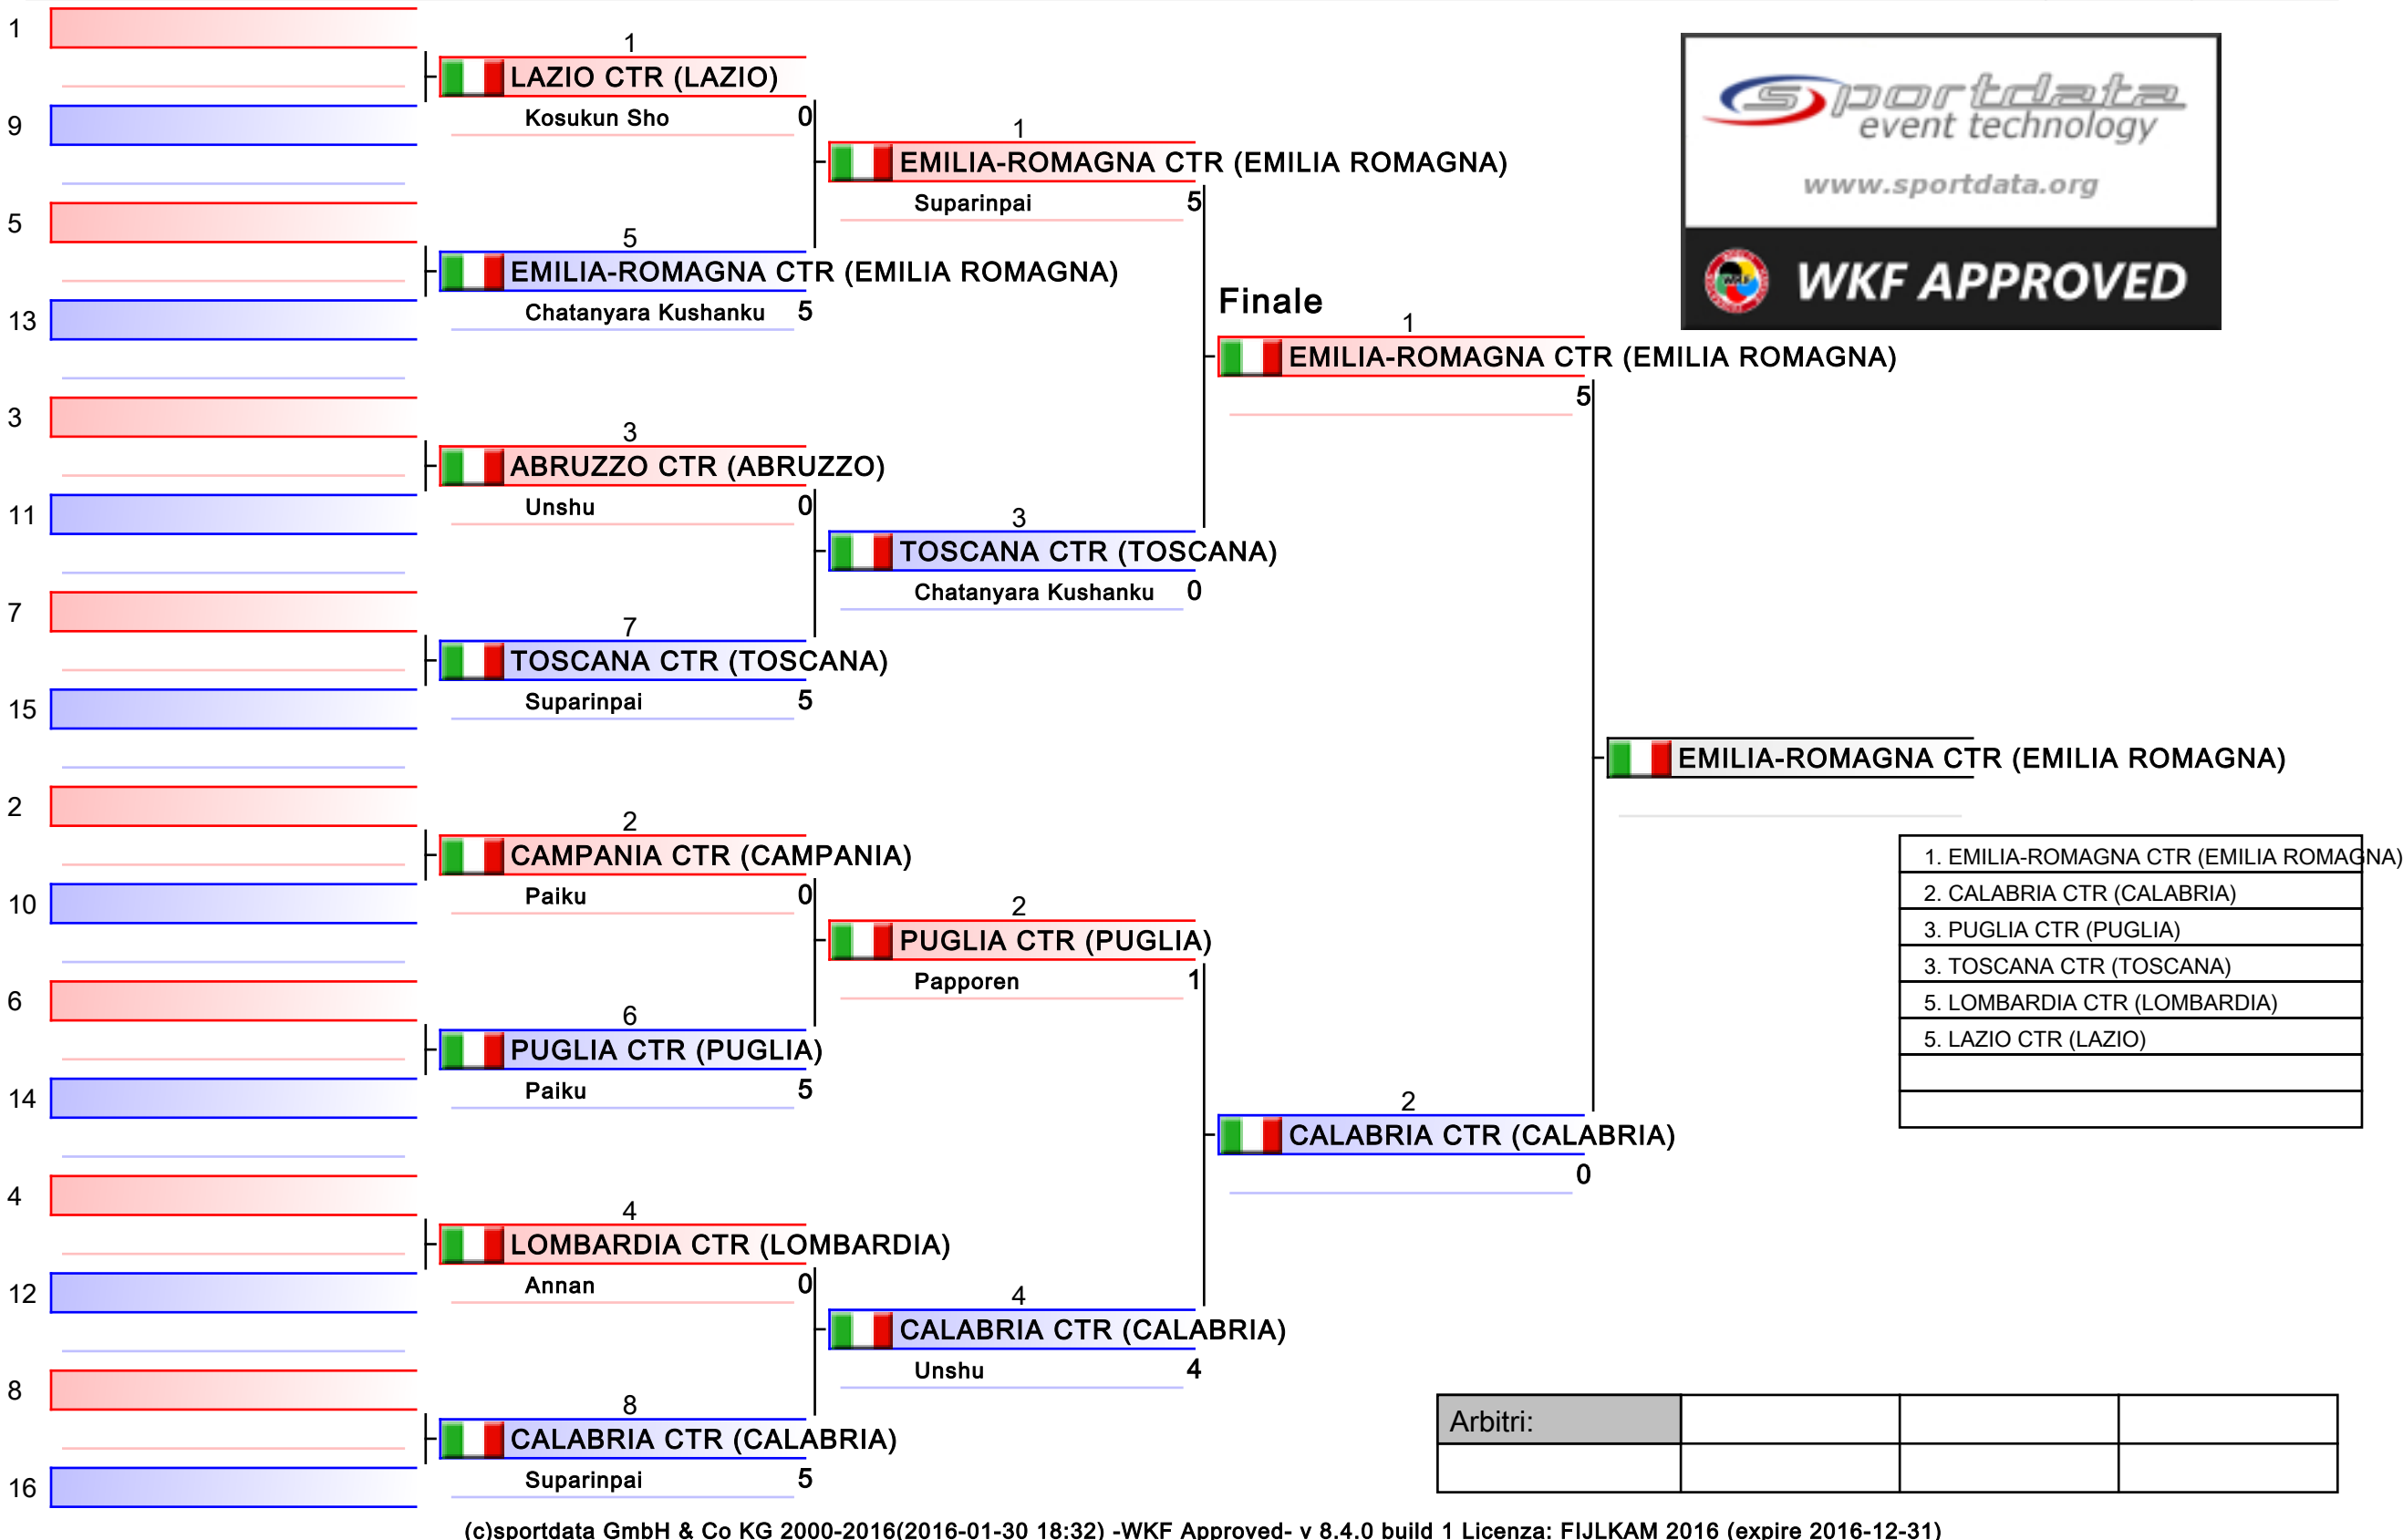 1
9
5
13
3
11
7
15
2
10
6
14
4
12
8
16
1
LAZIO CTR (LAZIO)
Kosukun Sho 0
5
EMILIA-ROMAGNA CTR (EMILIA ROMAGNA)
Chatanyara Kushanku 5
3
ABRUZZO CTR (ABRUZZO)
Unshu 0
7
TOSCANA CTR (TOSCANA)
Suparinpai 5
2
CAMPANIA CTR (CAMPANIA)
Paiku 0
6
PUGLIA CTR (PUGLIA)
Paiku 5
4
LOMBARDIA CTR (LOMBARDIA)
Annan 0
8
CALABRIA CTR (CALABRIA)
Suparinpai 5
1
EMILIA-ROMAGNA CTR (EMILIA ROMAGNA)
Suparinpai 5
3
TOSCANA CTR (TOSCANA)
Chatanyara Kushanku 0
2
PUGLIA CTR (PUGLIA)
Papporen 1
4
CALABRIA CTR (CALABRIA)
Unshu 4
Finale
1
EMILIA-ROMAGNA CTR (EMILIA ROMAGNA)
5
2
CALABRIA CTR (CALABRIA)
0
EMILIA-ROMAGNA CTR (EMILIA ROMAGNA)
sportdata
event technology
www.sportdata.org
WKF
WKF APPROVED
1. EMILIA-ROMAGNA CTR (EMILIA ROMAGNA)
2. CALABRIA CTR (CALABRIA)
3. PUGLIA CTR (PUGLIA)
3. TOSCANA CTR (TOSCANA)
5. LOMBARDIA CTR (LOMBARDIA)
5. LAZIO CTR (LAZIO)
Arbitri:
(c)sportdata GmbH & Co KG 2000-2016(2016-01-30 18:32) -WKF Approved- v 8.4.0 build 1 Licenza: FIJLKAM 2016 (expire 2016-12-31)